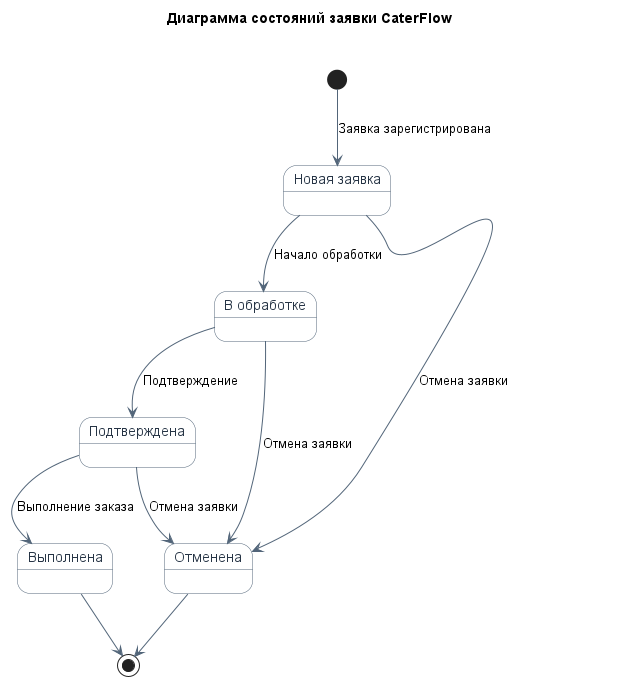 Диаграмма состояний заявки CaterFlow
Заявка зарегистрирована
Новая заявка
Начало обработки
В обработке
Подтверждение
Отмена заявки
Подтверждена
Отмена заявки
Выполнение заказа
Отмена заявки
Выполнена
Отменена